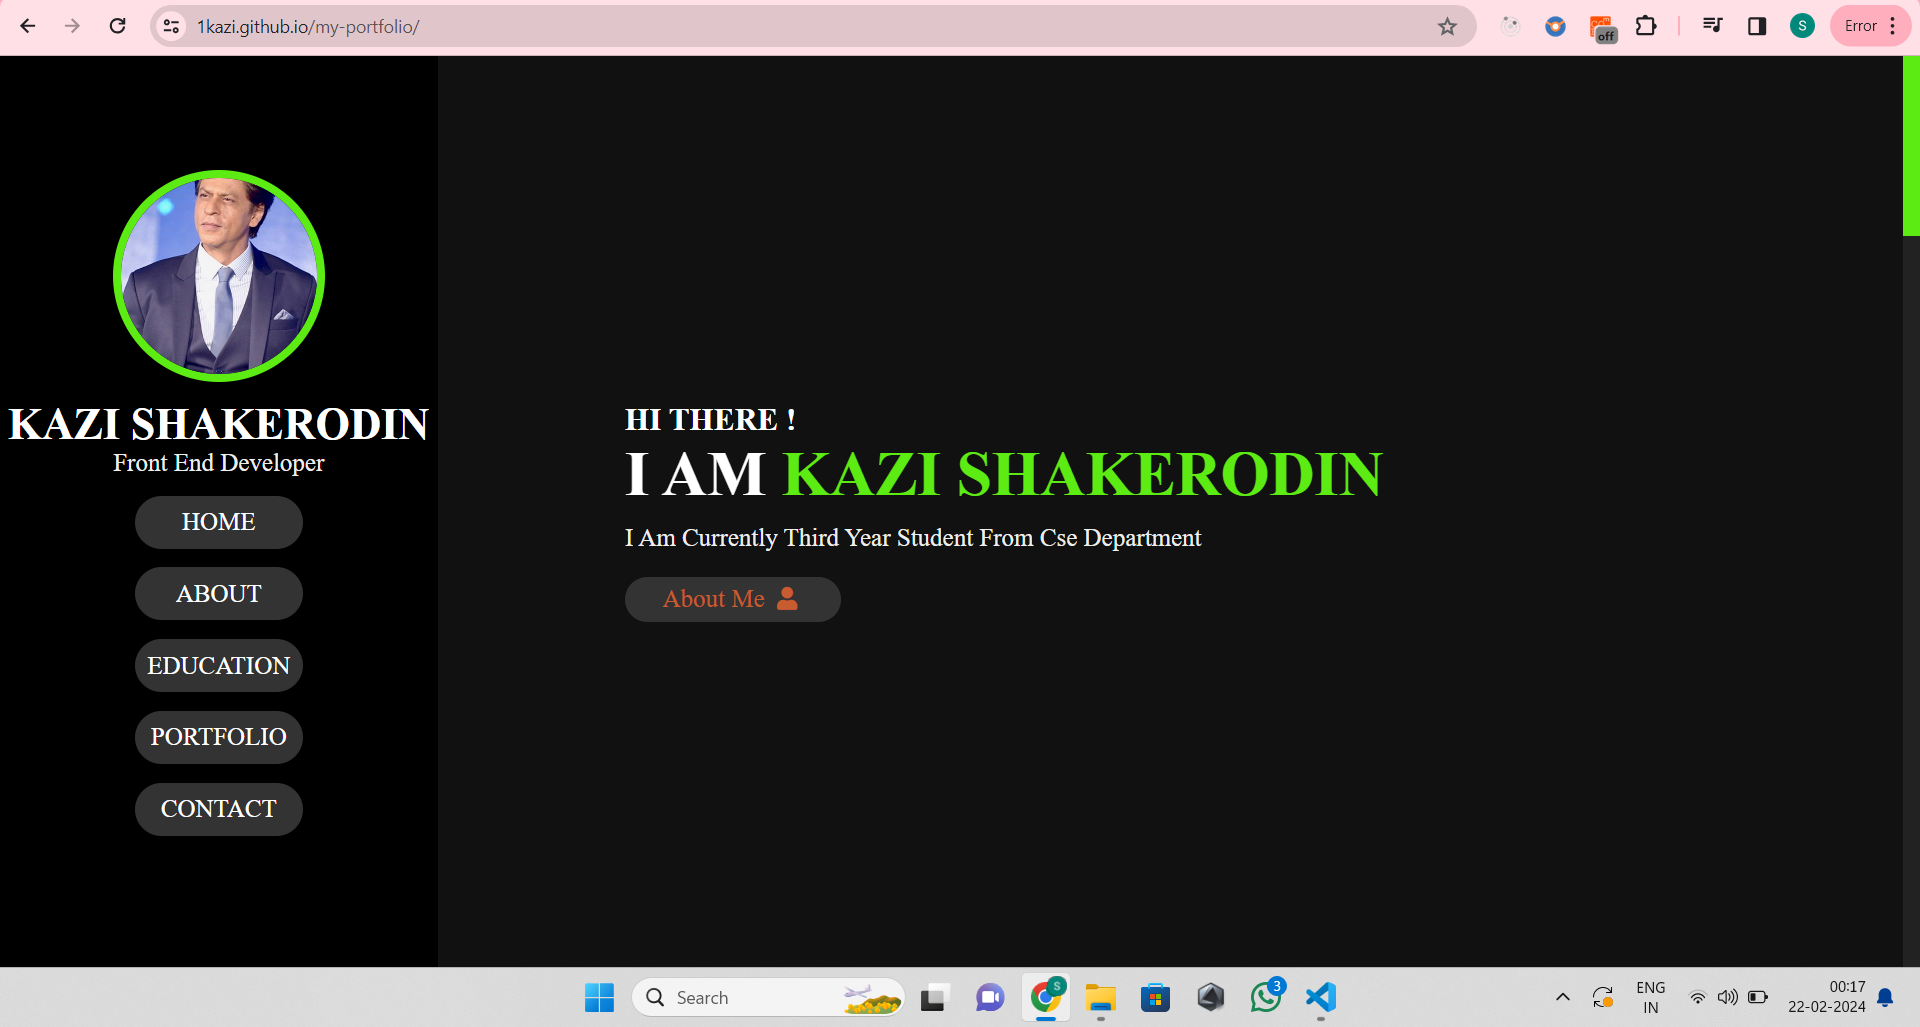 1kazi.github.io/my-portfolio/
off
S
Error
KAZI SHAKERODIN
Front End Developer
HOME
ABOUT
EDUCATION
PORTFOLIO
CONTACT
HI THERE !
I AM KAZI SHAKERODIN
I Am Currently Third Year Student From Cse Department
About Me
Search
S
3
ENG
IN
00:17
22-02-2024